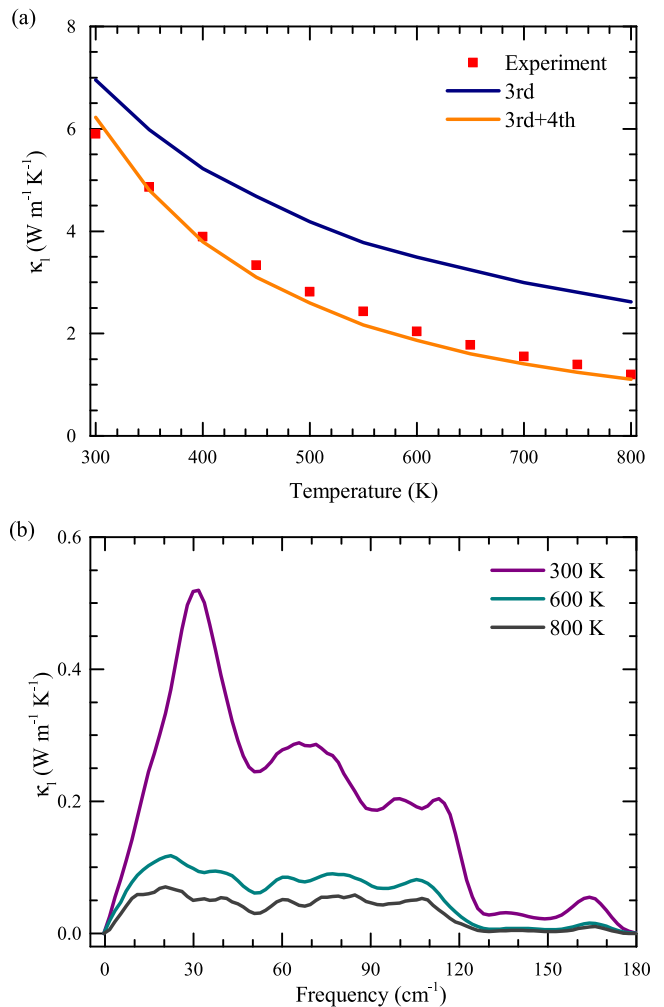 (a)
8
6
4
2
0
κl (W m-1 K-1)
Experiment
3rd
3rd+4th
300 400 500 600 700 800
Temperature (K)
(b)
0.6
0.4
0.2
0.0
κl (W m-1 K-1)
300 K
600 K
800 K
0 30 60 90 120 150 180
Frequency (cm-1)